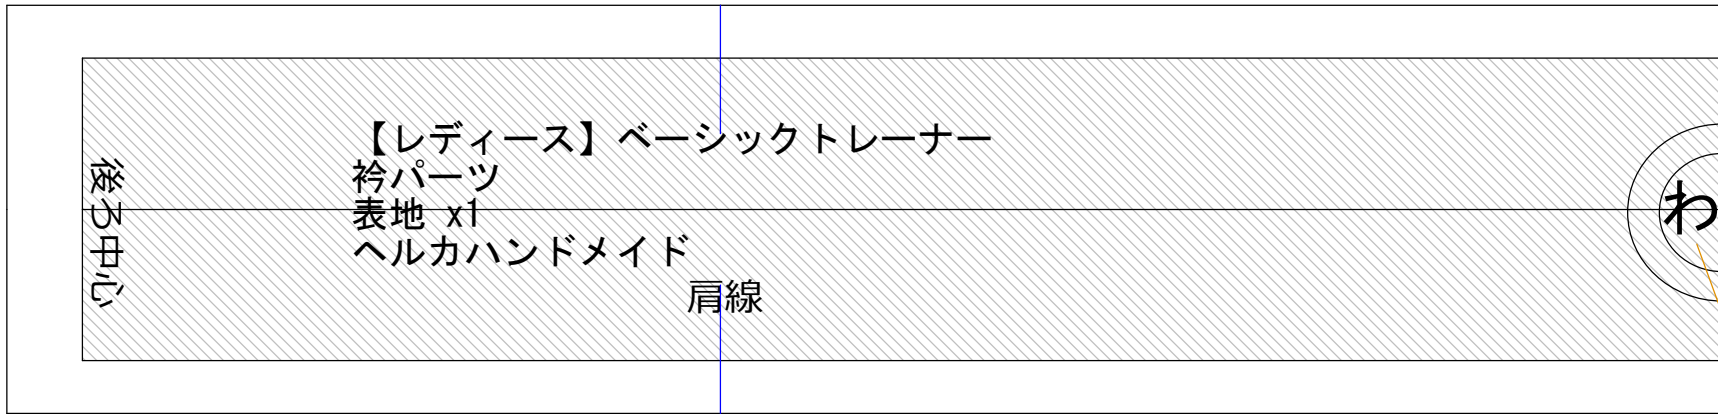 【レディース】ベーシックトレーナー
衿パーツ
表地 x1
ヘルカハンドメイド
肩線
後ろ中心
わ